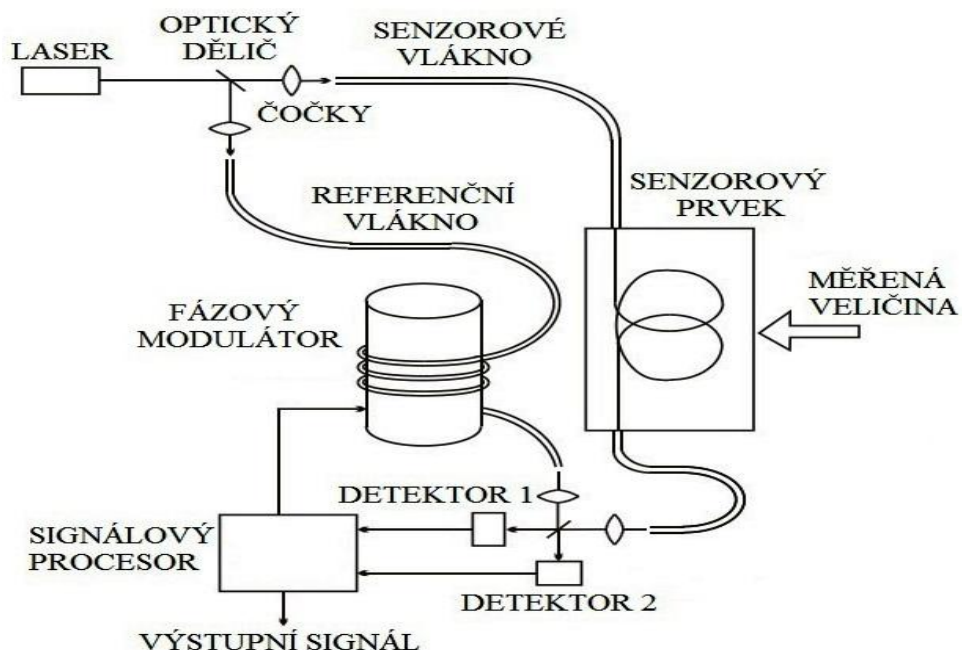 LASER
OPTICKÝ
DĚLIČ
SENZOROVÉ
VLÁKNO
ČOČKY
REFERENČNÍ
VLÁKNO
SENZOROVÝ
PRVEK
MĚŘENÁ
VELIČINA
FÁZOVÝ
MODULÁTOR
DETEKTOR 1
SIGNÁLOVÝ
PROCESOR
DETEKTOR 2
VÝSTUPNÍ SIGNÁL